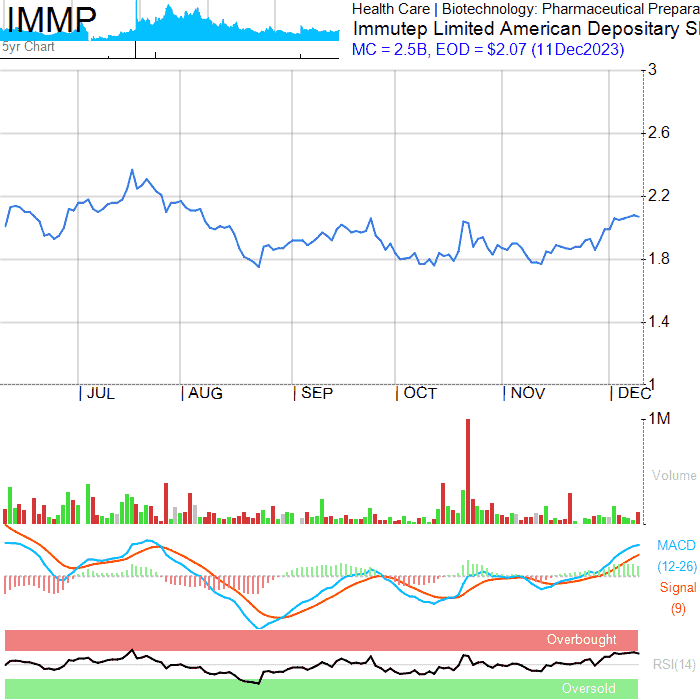 IMMP
5yr Chart
Health Care | Biotechnology: Pharmaceutical Prepara
Immutep Limited American Depositary S
MC = 2.5B, EOD = $2.07 (11Dec2023)
3
2.6
2.2
1.8
1.4
1
| JUL | AUG | SEP | OCT | NOV | DEC
1M
Volume
MACD
(12-26)
Signal
(9)
Overbought
RSI(14)
Oversold